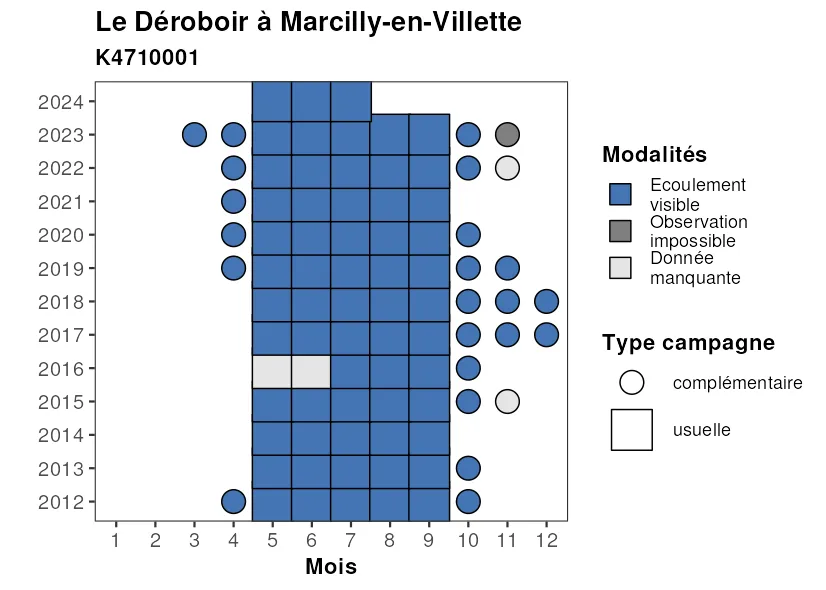 Le Déroboir à Marcilly-en-Villette
K4710001
2024
2023
2022
2021
2020
2019
2018
2017
2016
2015
2014
2013
2012
1 2 3 4 5 6 7 8 9 10 11 12
Mois
Modalités
Ecoulement
visible
Observation
impossible
Donnée
manquante
Type campagne
complémentaire
usuelle